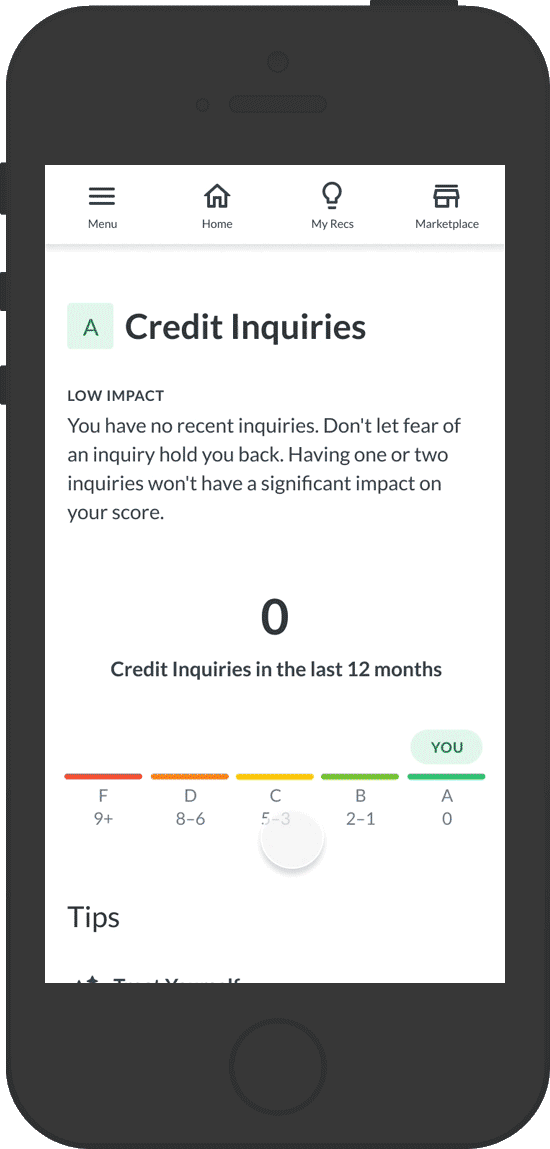 Menu
Home
My Recs
Marketplace
A
Credit Inquiries
LOW IMPACT
You have no recent inquiries. Don't let fear of
an inquiry hold you back. Having one or two
inquiries won't have a significant impact on
your score.
0
Credit Inquiries in the last 12 months
YOU
F D C B A
9+ 8–6 5–3 2–1 0
Tips
Treat Yourself